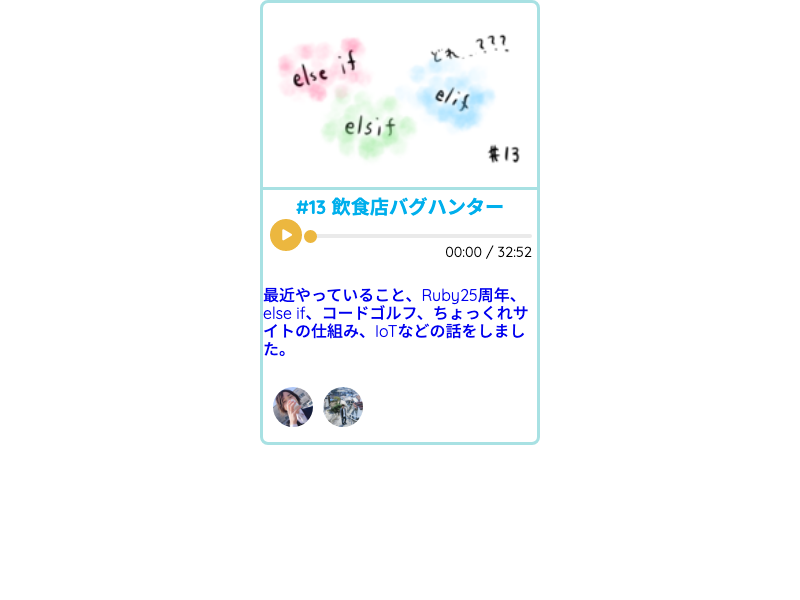 どれ...???
else if
elif
elsif
#13
#13 飲食店バグハンター
00:00 / 32:52
最近やっていること、Ruby25周年、
else if、コードゴルフ、ちょっくれサ
イトの仕組み、IoTなどの話をしまし
た。